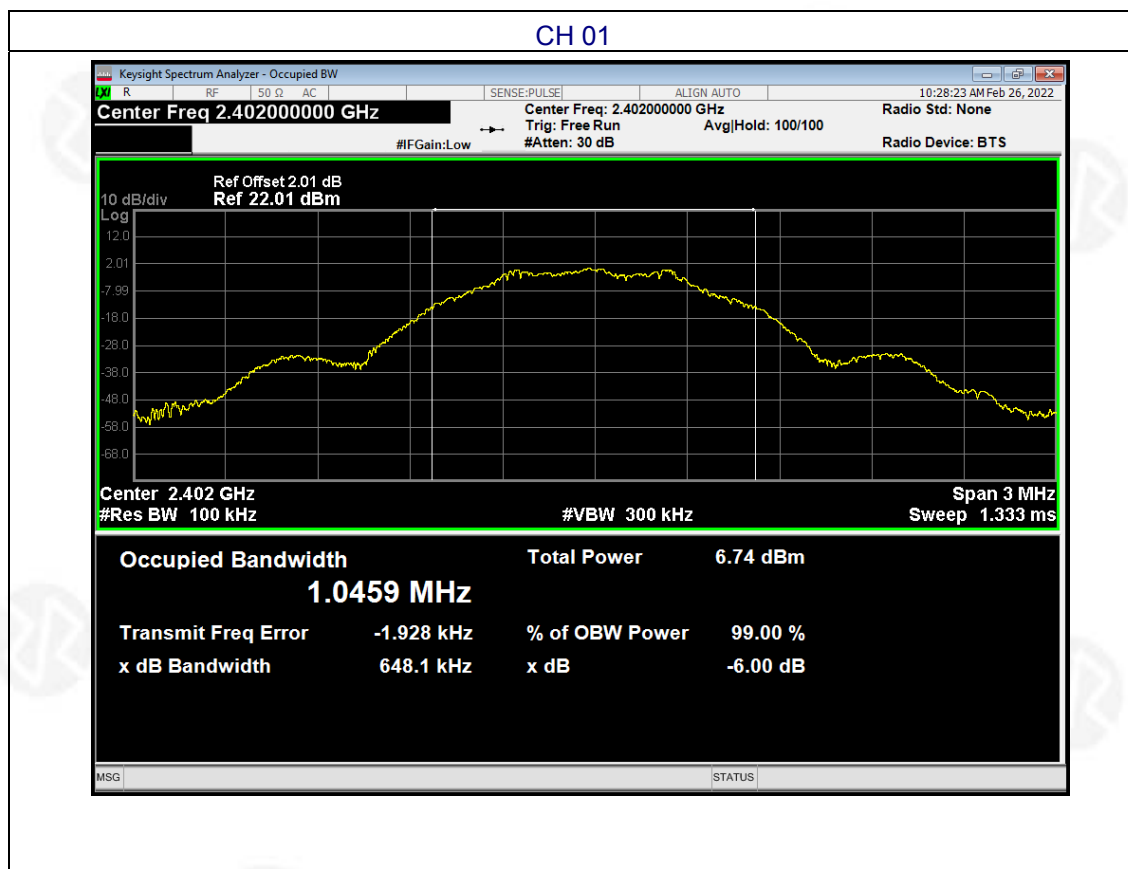 CH 01
Keysight Spectrum Analyzer - Occupied BW
LXI R RF 50 Ω AC SENSE:PULSE ALIGN AUTO 10:28:23 AM Feb 26, 2022
Center Freq 2.402000000 GHz Center Freq: 2.402000000 GHz Radio Std: None
Trig: Free Run Avg|Hold: 100/100
#IFGain:Low #Atten: 30 dB Radio Device: BTS
Ref Offset 2.01 dB
10 dB/div Ref 22.01 dBm
Log
12.0
2.01
-7.99
-18.0
-28.0
-38.0
-48.0
-58.0
-68.0
Center 2.402 GHz Span 3 MHz
#Res BW 100 kHz #VBW 300 kHz Sweep 1.333 ms
Occupied Bandwidth Total Power 6.74 dBm
1.0459 MHz
Transmit Freq Error -1.928 kHz % of OBW Power 99.00 %
x dB Bandwidth 648.1 kHz x dB -6.00 dB
MSG STATUS